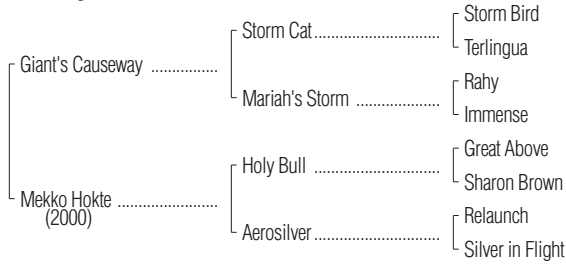 Storm Bird
Storm Cat..............................
Terlingua
Giant's Causeway ................
Rahy
Mariah's Storm ....................
Immense
Great Above
Holy Bull ..............................
Sharon Brown
Mekko Hokte ........................
(2000)
Relaunch
Aerosilver..............................
Silver in Flight